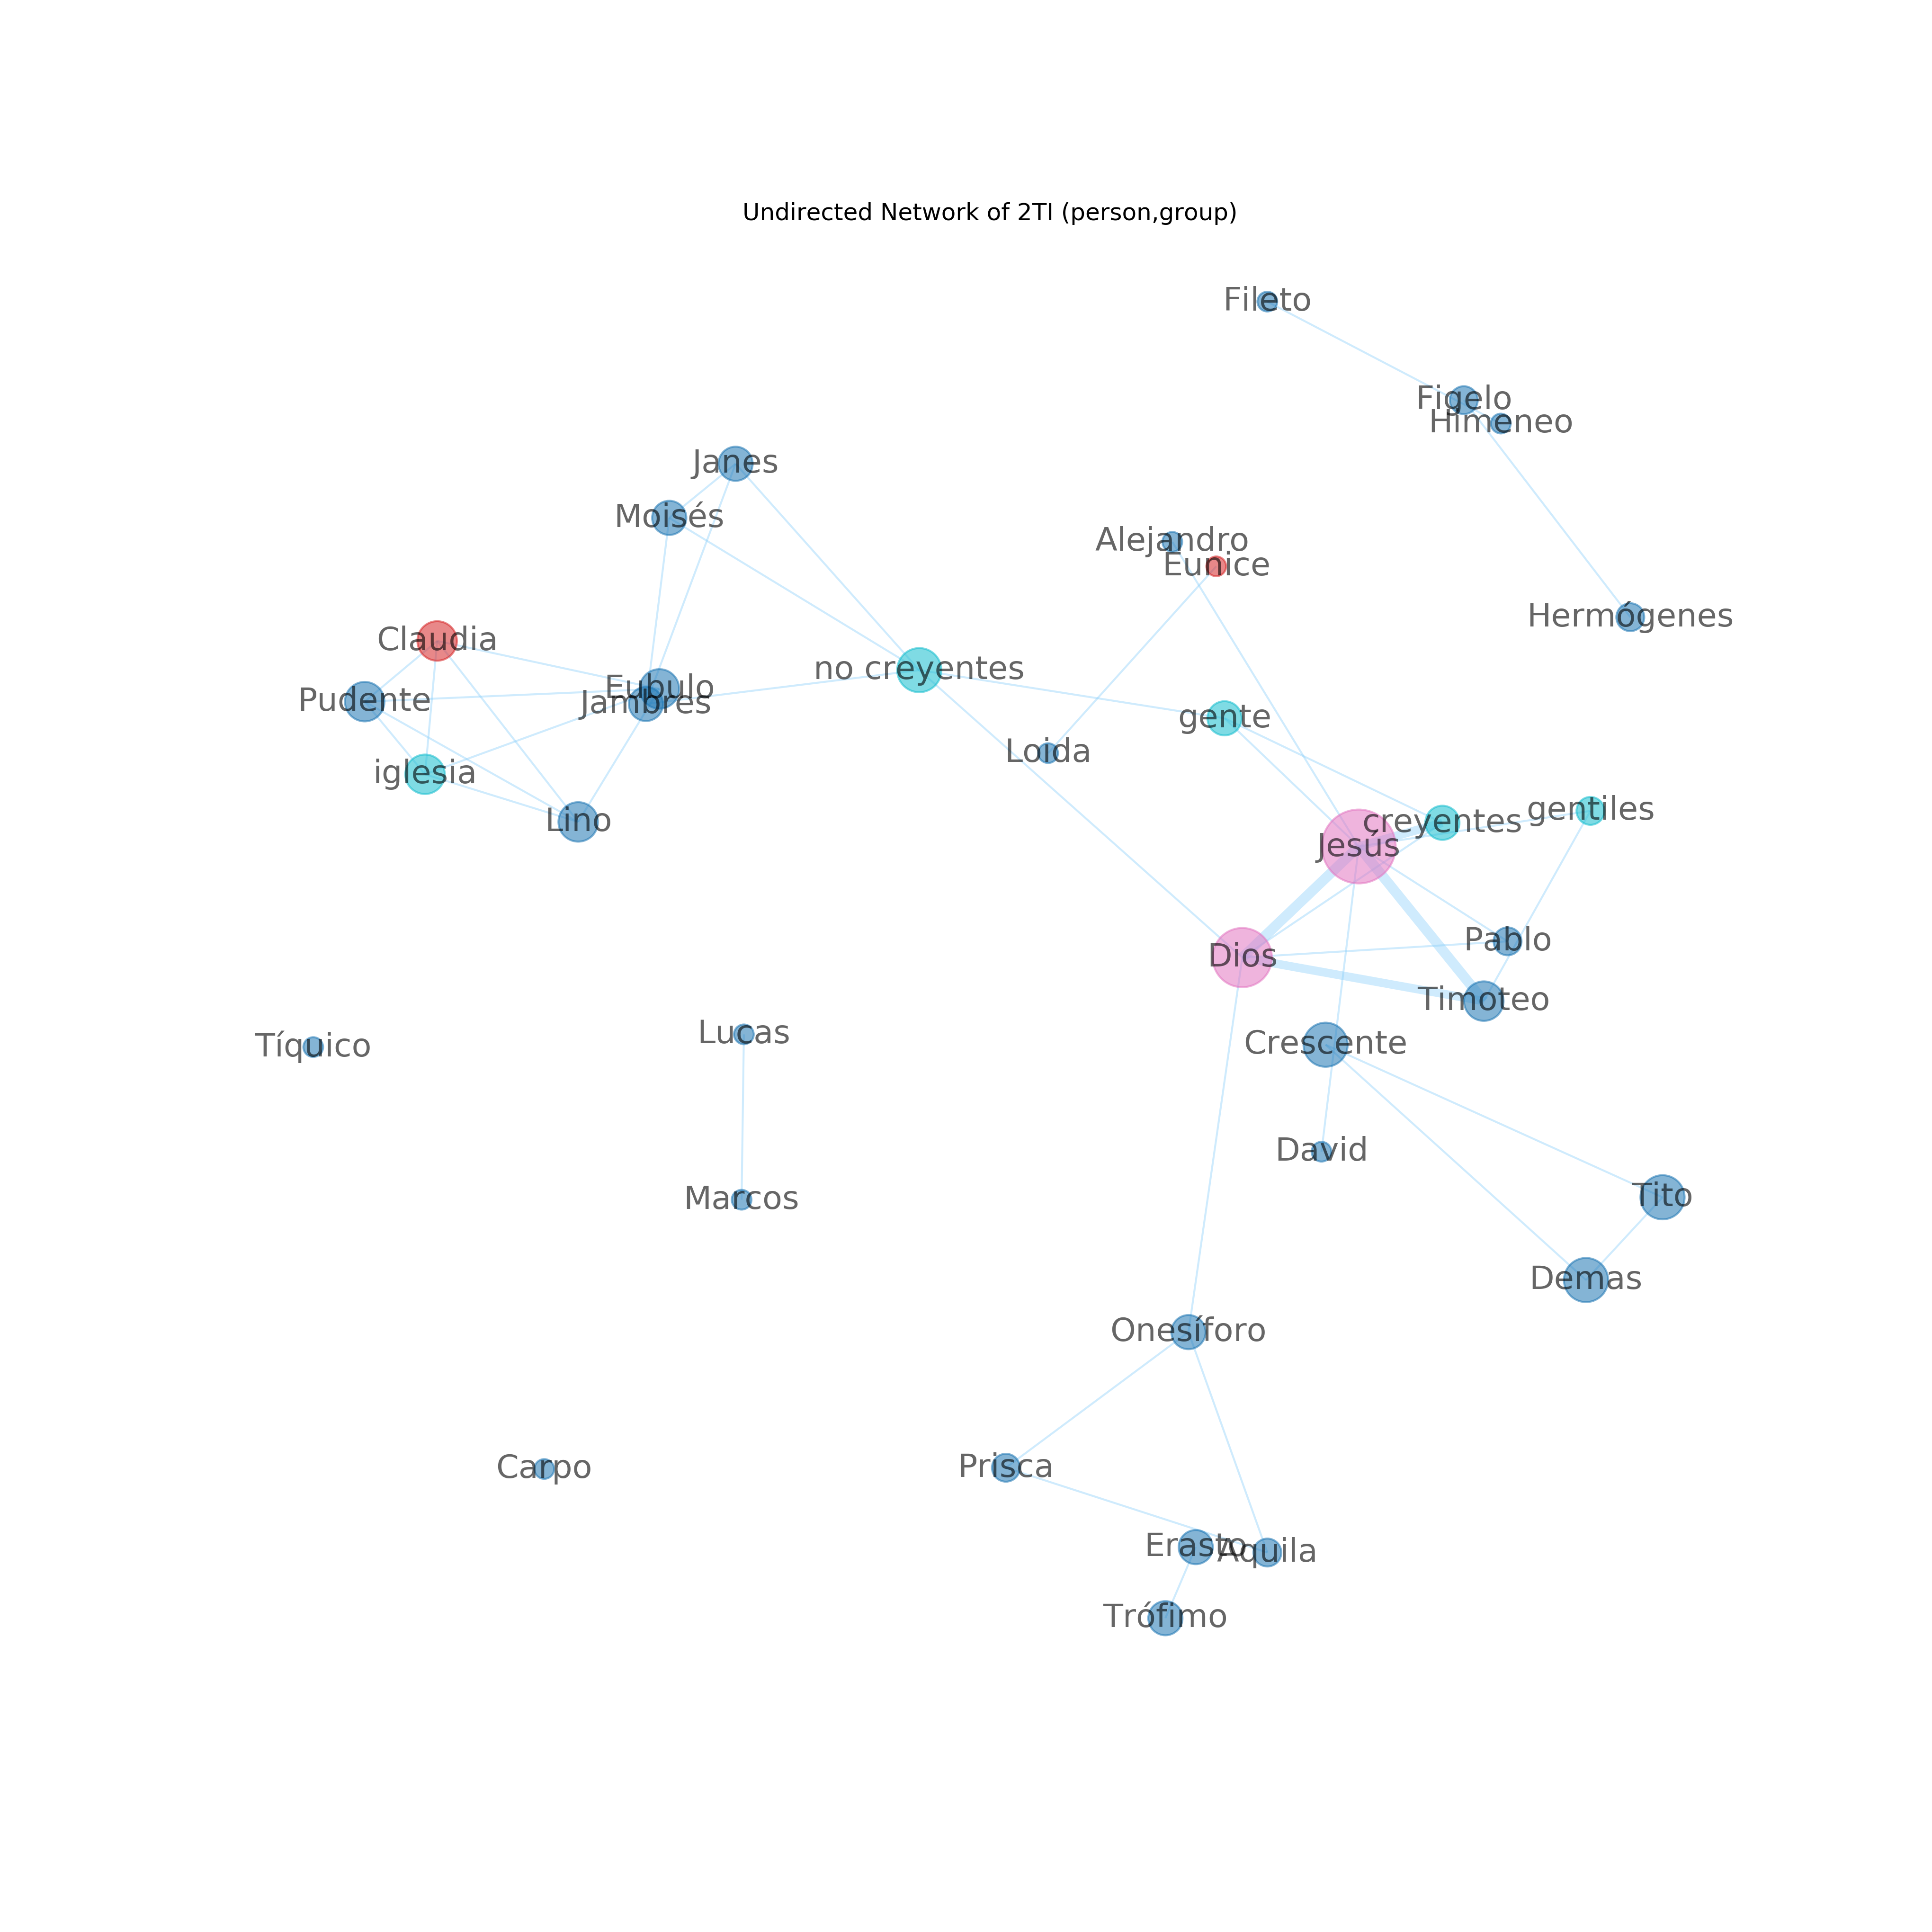 Undirected Network of 2TI (person,group)
Fileto
Figelo
Himeneo
Janes
Moisés
Alejandro
Eunice
Hermógenes
Claudia
no creyentes
Eubulo
Pudente
Jambres
gente
Loida
iglesia
gentiles
Lino
creyentes
Jesús
Pablo
Dios
Timoteo
Lucas
Crescente
Tíquico
David
Tito
Marcos
Demas
Onesíforo
Prisca
Carpo
Erasto
Aquila
Trófimo